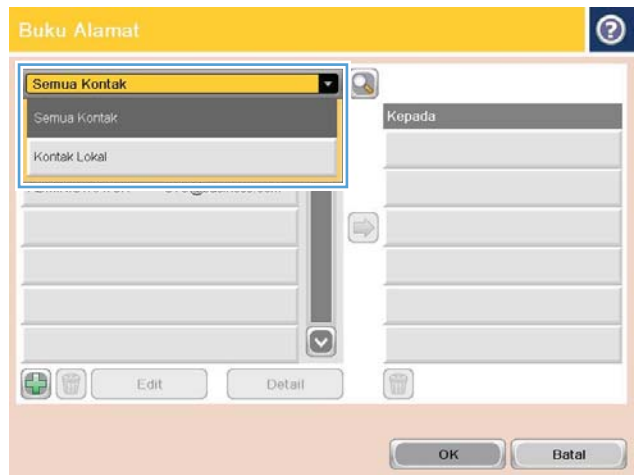 Buku Alamat
Semua Kontak
Semua Kontak
Kontak Lokal
Kepada
Edit
Detail
OK
Batal